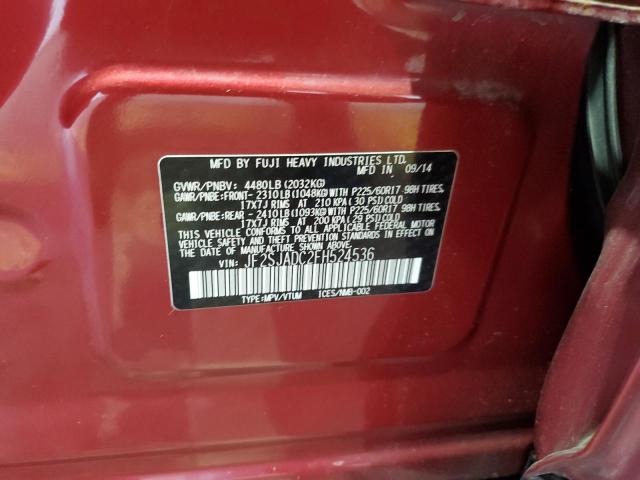 MFD BY FUJI HEAVY INDUSTRIES LTD.
MFD IN 09/14
GVWR/PNBV: 4480LB (2032KG)
GAWR/PNBE: FRONT- 2310LB (1048KG) WITH P225/60R17 98H TIRES,
17X7J RIMS AT 210 KPA (30 PSI) COLD
GAWR/PNBE: REAR - 2410LB (1093KG) WITH P225/60R17 98H TIRES,
17X7J RIMS AT 200 KPA (29 PSI) COLD
THIS VEHICLE CONFORMS TO ALL APPLICABLE FEDERAL MOTOR
VEHICLE SAFETY, BUMPER, AND THEFT PREVENTION STANDARDS
IN EFFECT ON THE DATE OF MANUFACTURE SHOWN ABOVE.
VIN: JF2SJADC2FH524536
TYPE: MPV/VTUM ICES/NMB-002